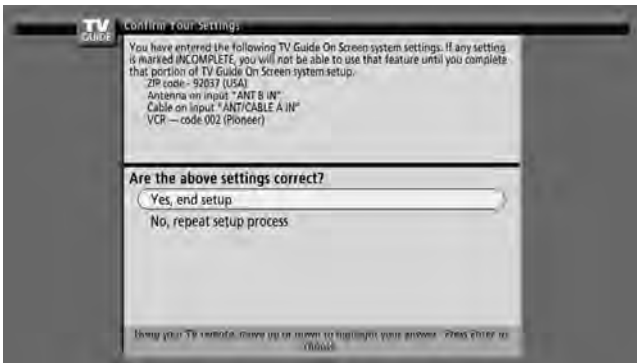 TV
GUIDE
Confirm Your Settings
You have entered the following TV Guide On Screen system settings. If any setting
is marked INCOMPLETE, you will not be able to use that feature until you complete
that portion of TV Guide On Screen system setup.
ZIP code - 92037 (USA)
Antenna on input "ANT B IN"
Cable on input "ANT/CABLE A IN"
VCR — code 002 (Pioneer)
Are the above settings correct?
Yes, end setup
No, repeat setup process
Using your TV remote, move up or down to highlight your answer. Press Enter to
choose.